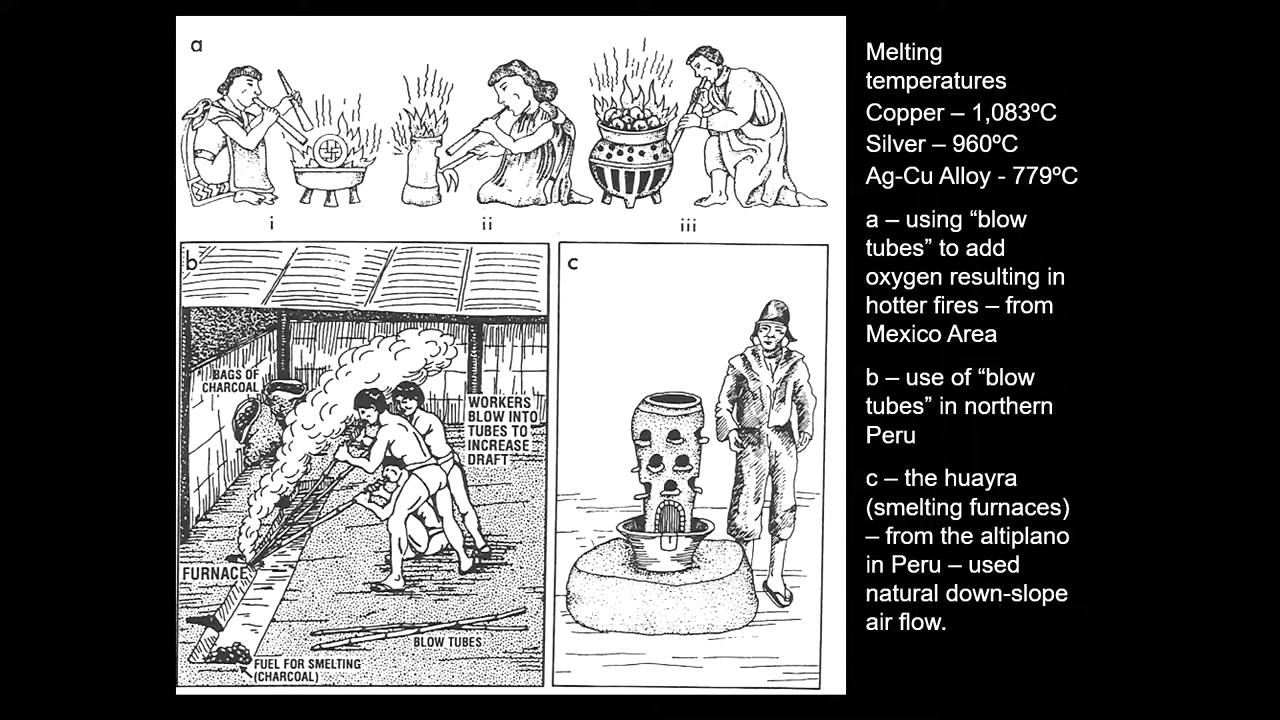 a
i
ii
iii
b
BAGS OF
CHARCOAL
WORKERS
BLOW INTO
TUBES TO
INCREASE
DRAFT
FURNACE
BLOW TUBES
FUEL FOR SMELTING
(CHARCOAL)
c
Melting
temperatures
Copper – 1,083ºC
Silver – 960ºC
Ag-Cu Alloy - 779ºC
a – using “blow
tubes” to add
oxygen resulting in
hotter fires – from
Mexico Area
b – use of “blow
tubes” in northern
Peru
c – the huayra
(smelting furnaces)
– from the altiplano
in Peru – used
natural down-slope
air flow.